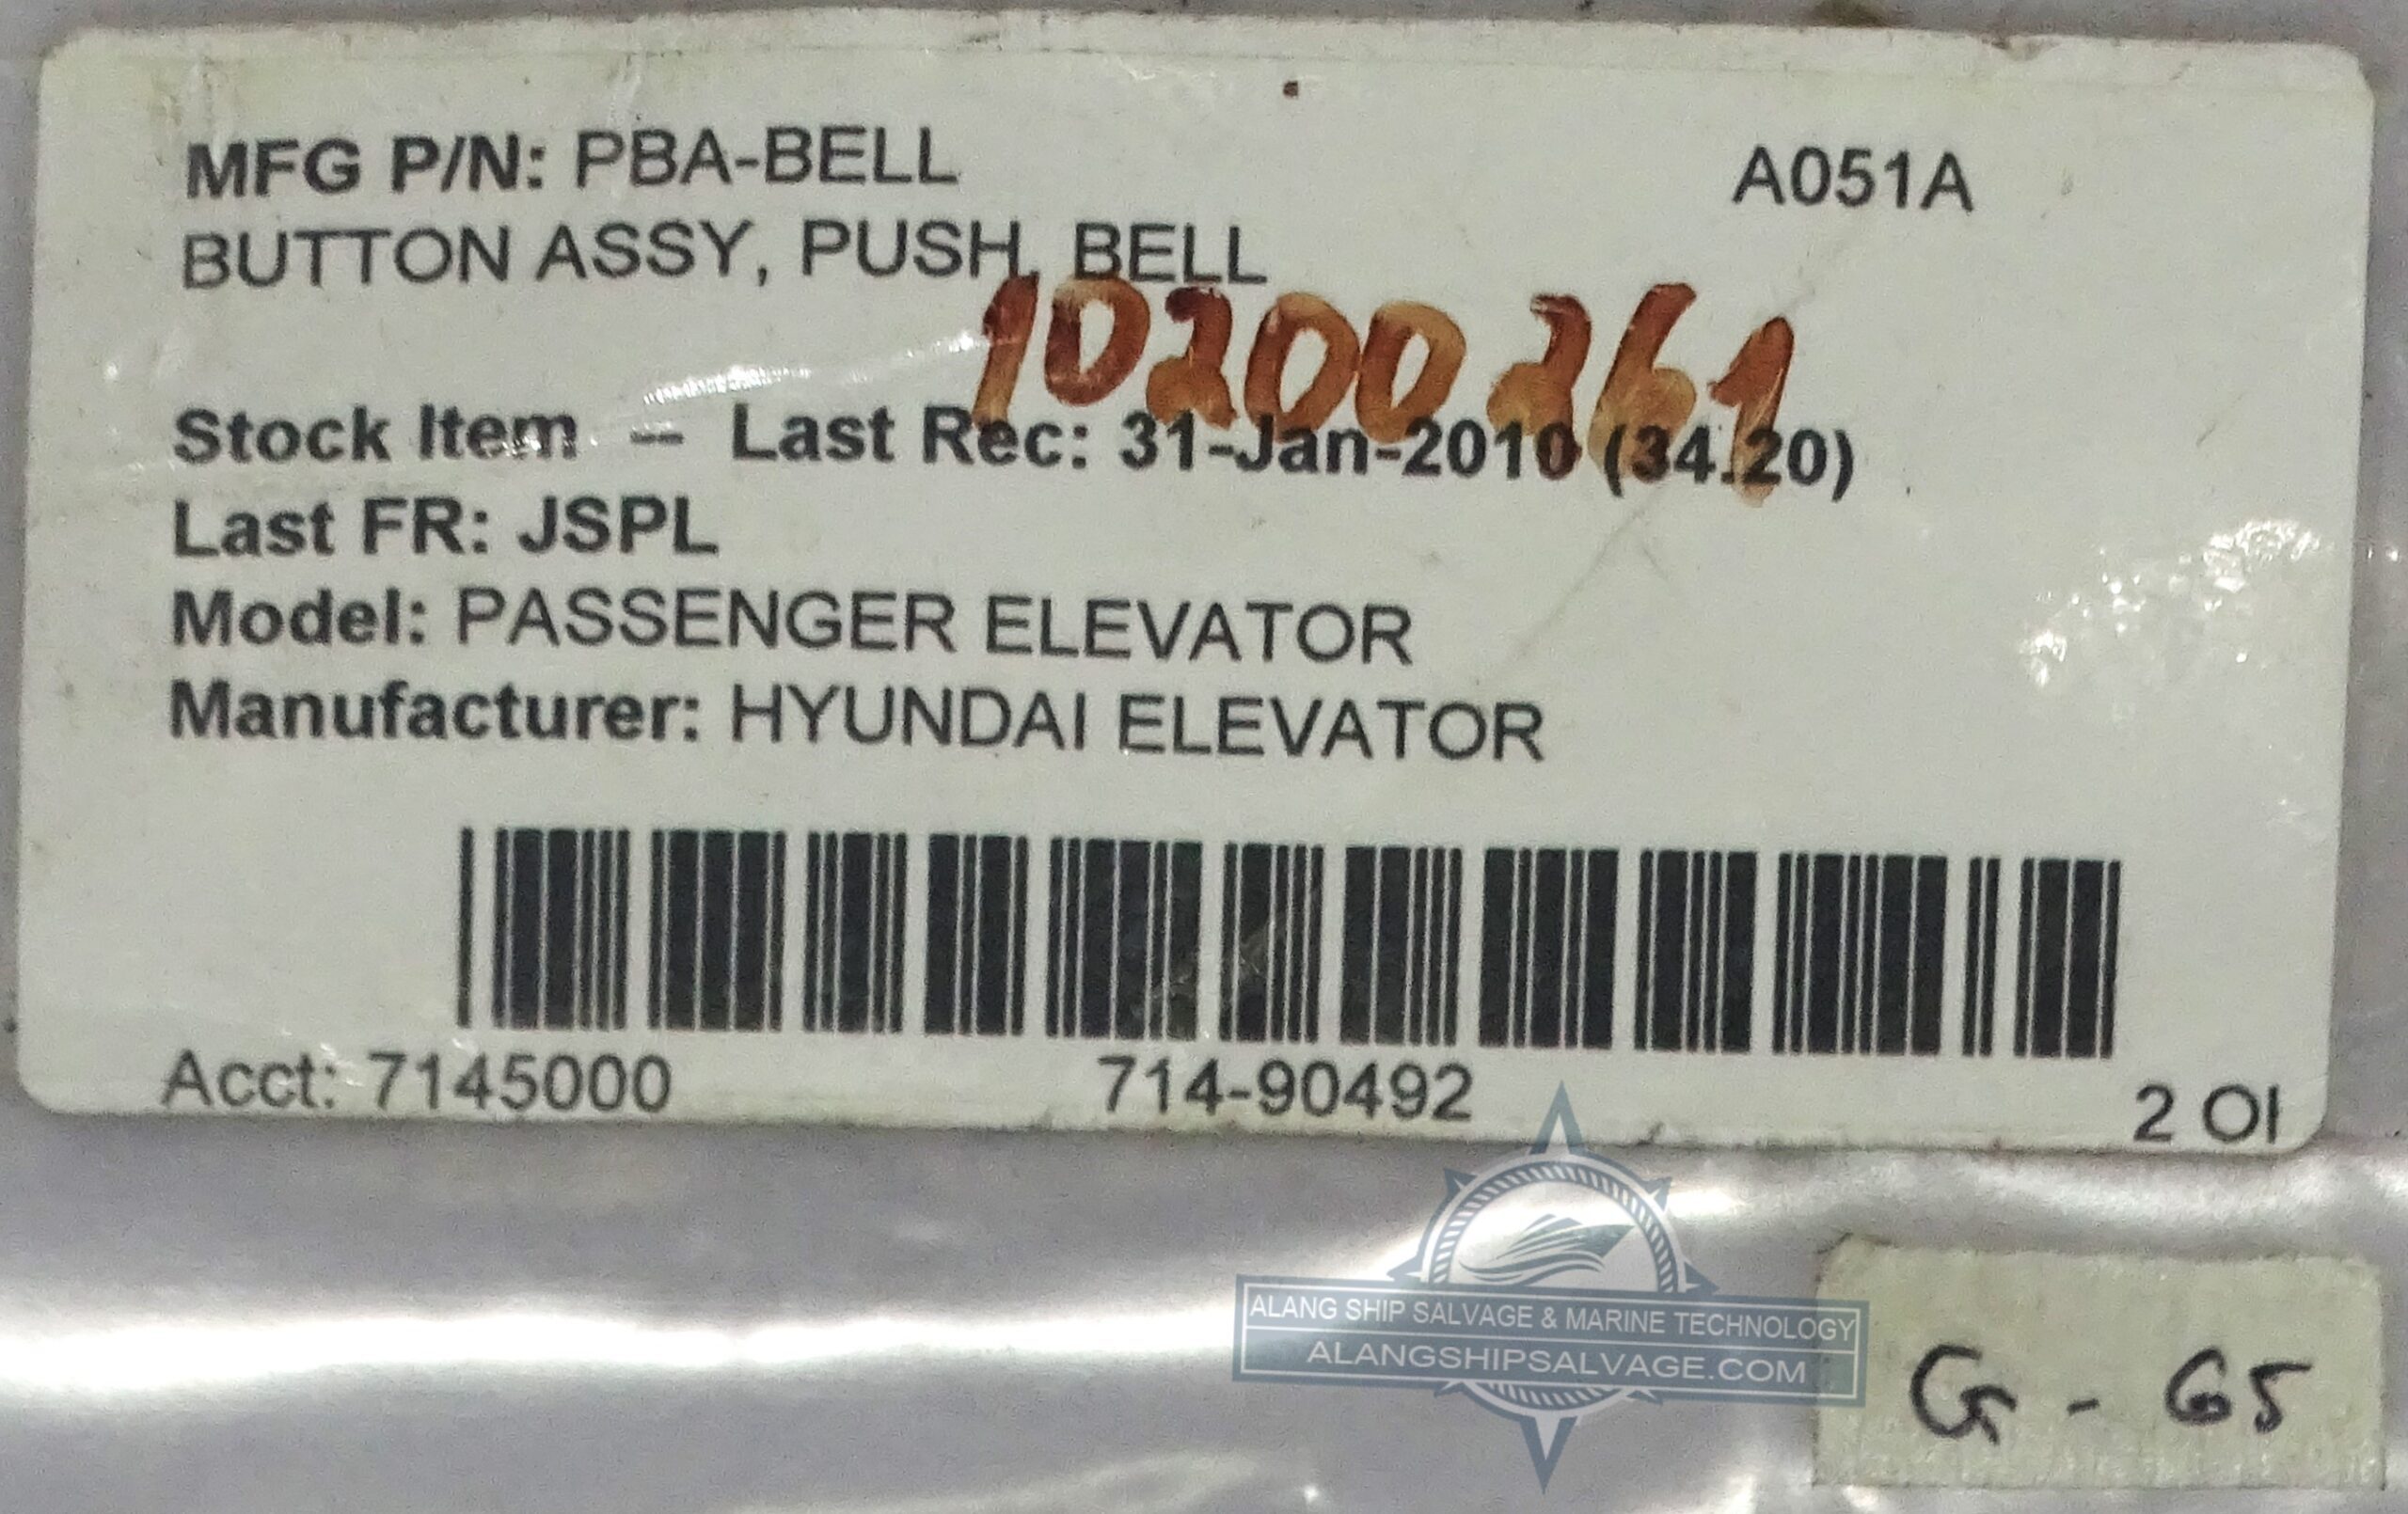 MFG P/N: PBA-BELL A051A
BUTTON ASSY, PUSH, BELL
10200261
Stock Item -- Last Rec: 31-Jan-2010 (34.20)
Last FR: JSPL
Model: PASSENGER ELEVATOR
Manufacturer: HYUNDAI ELEVATOR
Acct: 7145000 714-90492 2 OI
ALANG SHIP SALVAGE & MARINE TECHNOLOGY
ALANGSHIPSALVAGE.COM
G - 65